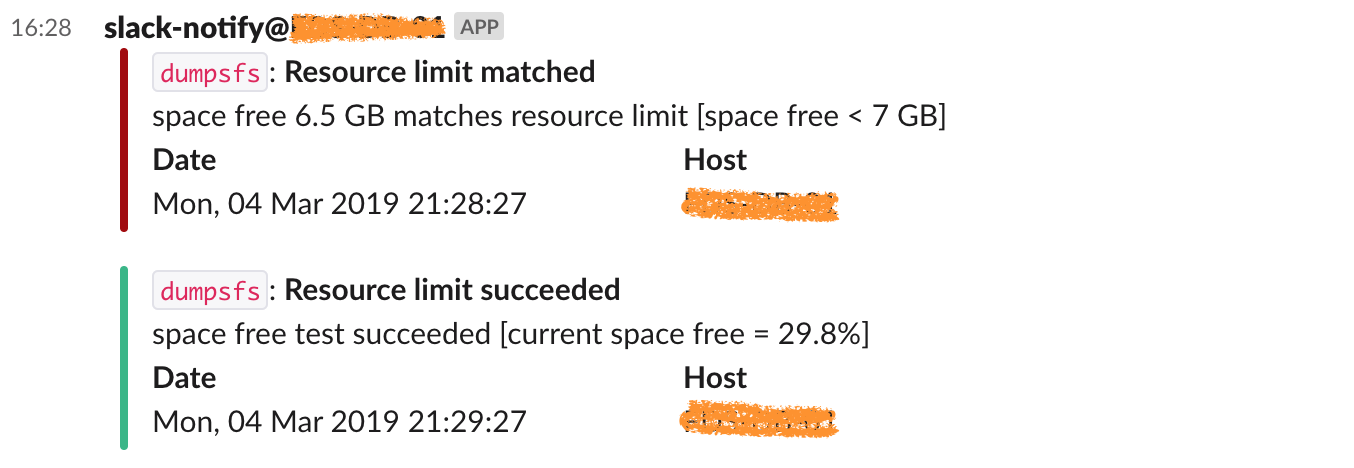 16:28 slack-notify@ APP
dumpsfs: Resource limit matched
space free 6.5 GB matches resource limit [space free < 7 GB]
Date Host
Mon, 04 Mar 2019 21:28:27
dumpsfs: Resource limit succeeded
space free test succeeded [current space free = 29.8%]
Date Host
Mon, 04 Mar 2019 21:29:27